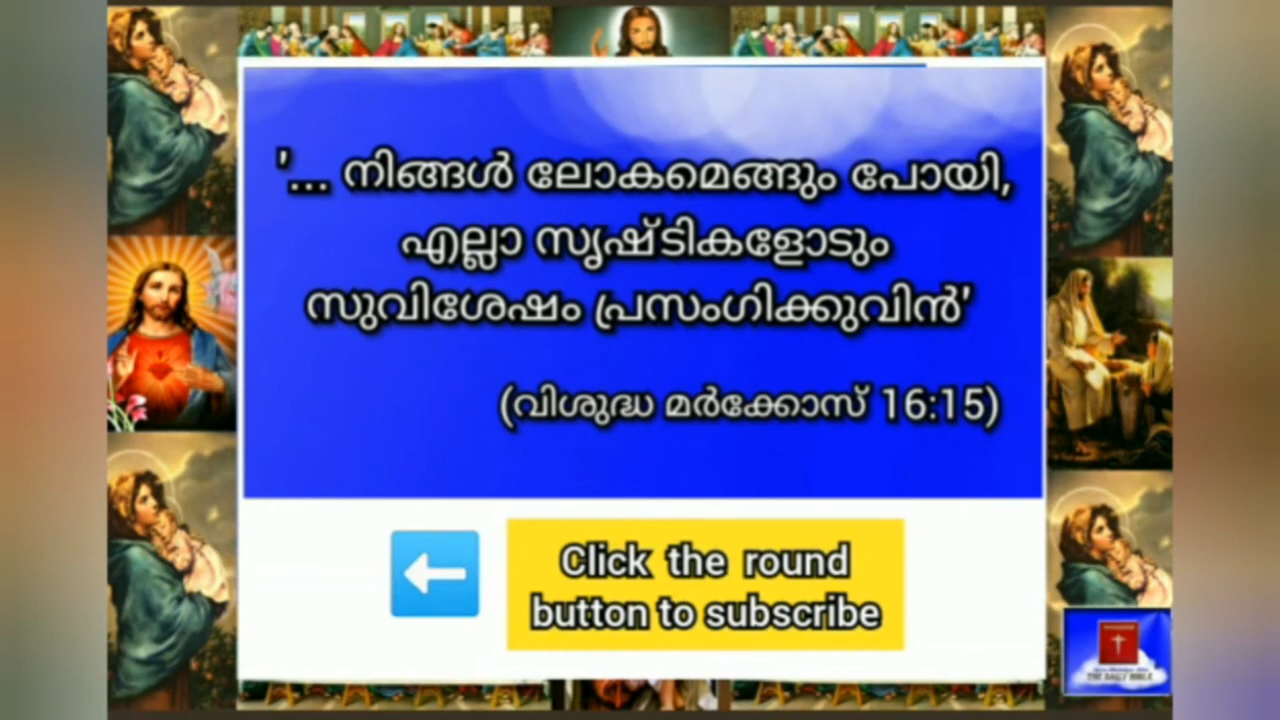 '... നിങ്ങൾ ലോകമെങ്ങും പോയി,
എല്ലാ സൃഷ്ടികളോടും
സുവിശേഷം പ്രസംഗിക്കുവിൻ'
(വിശുദ്ധ മർക്കോസ് 16:15)
Click the round
button to subscribe
THE DAILY BIBLE